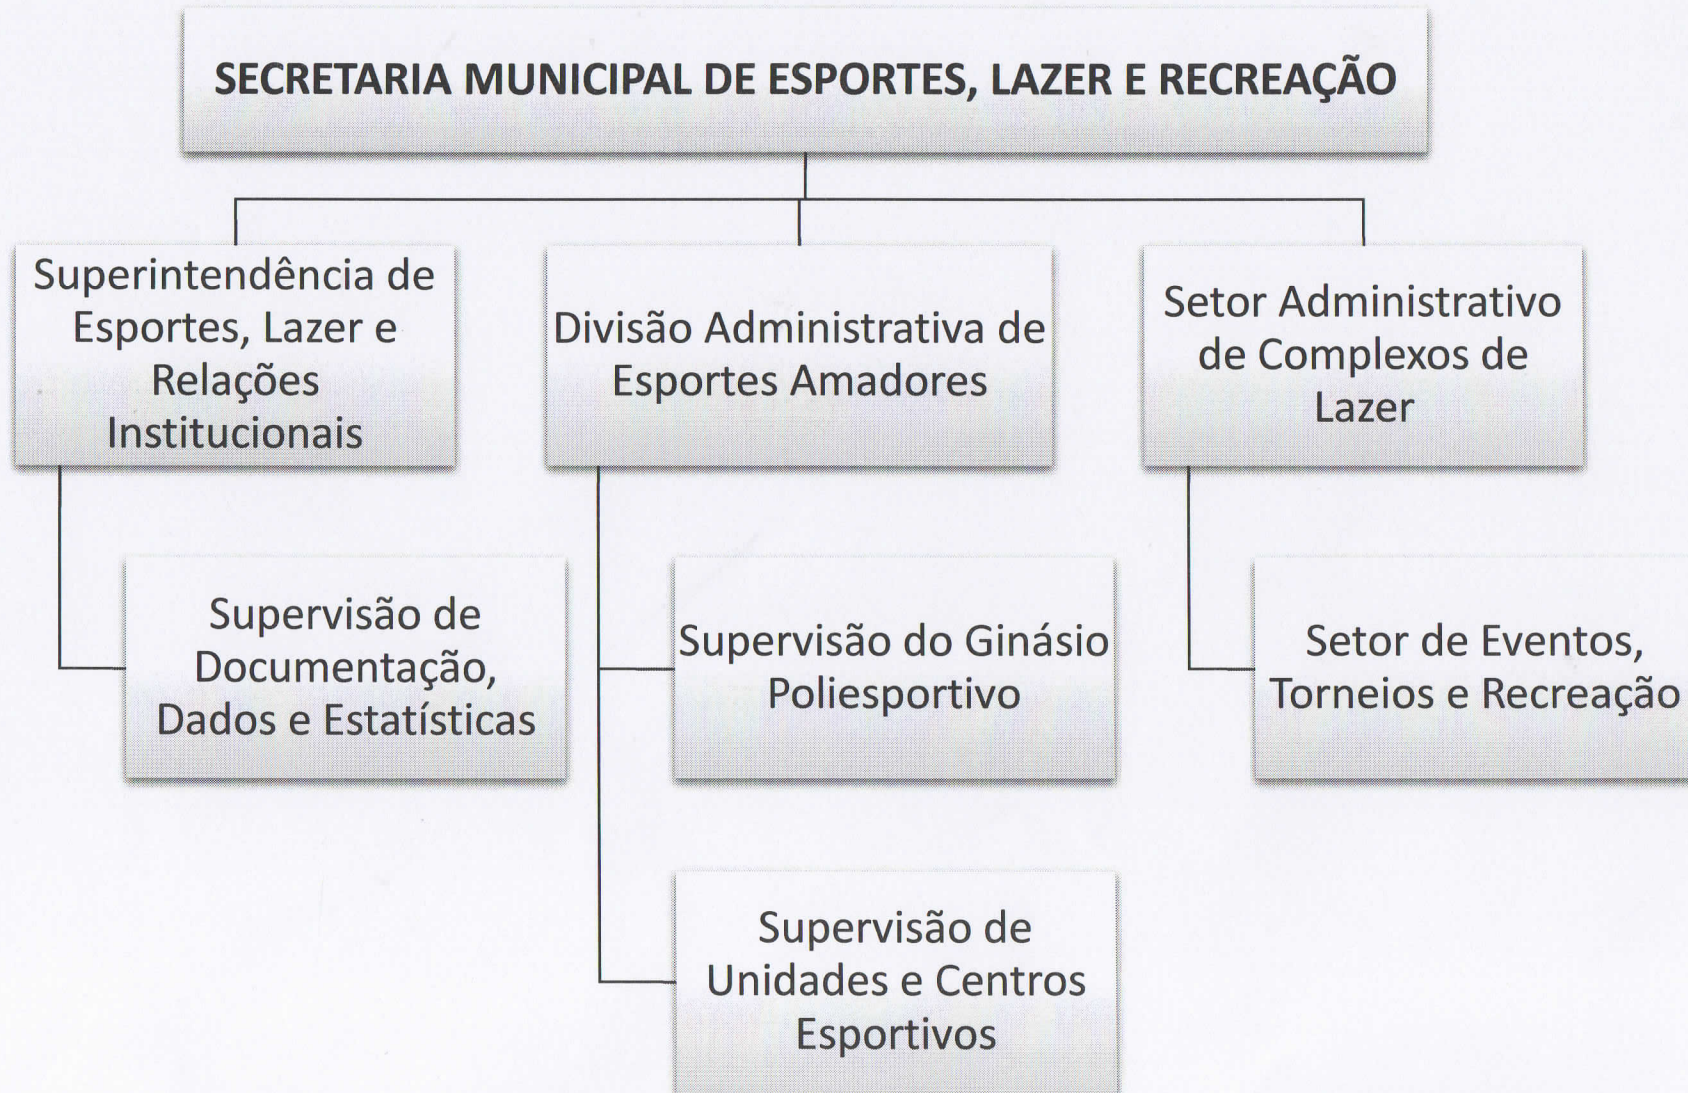 SECRETARIA MUNICIPAL DE ESPORTES, LAZER E RECREAÇÃO
Superintendência de
Esportes, Lazer e
Relações
Institucionais
Divisão Administrativa de
Esportes Amadores
Setor Administrativo
de Complexos de
Lazer
Supervisão de
Documentação,
Dados e Estatísticas
Supervisão do Ginásio
Poliesportivo
Setor de Eventos,
Torneios e Recreação
Supervisão de
Unidades e Centros
Esportivos